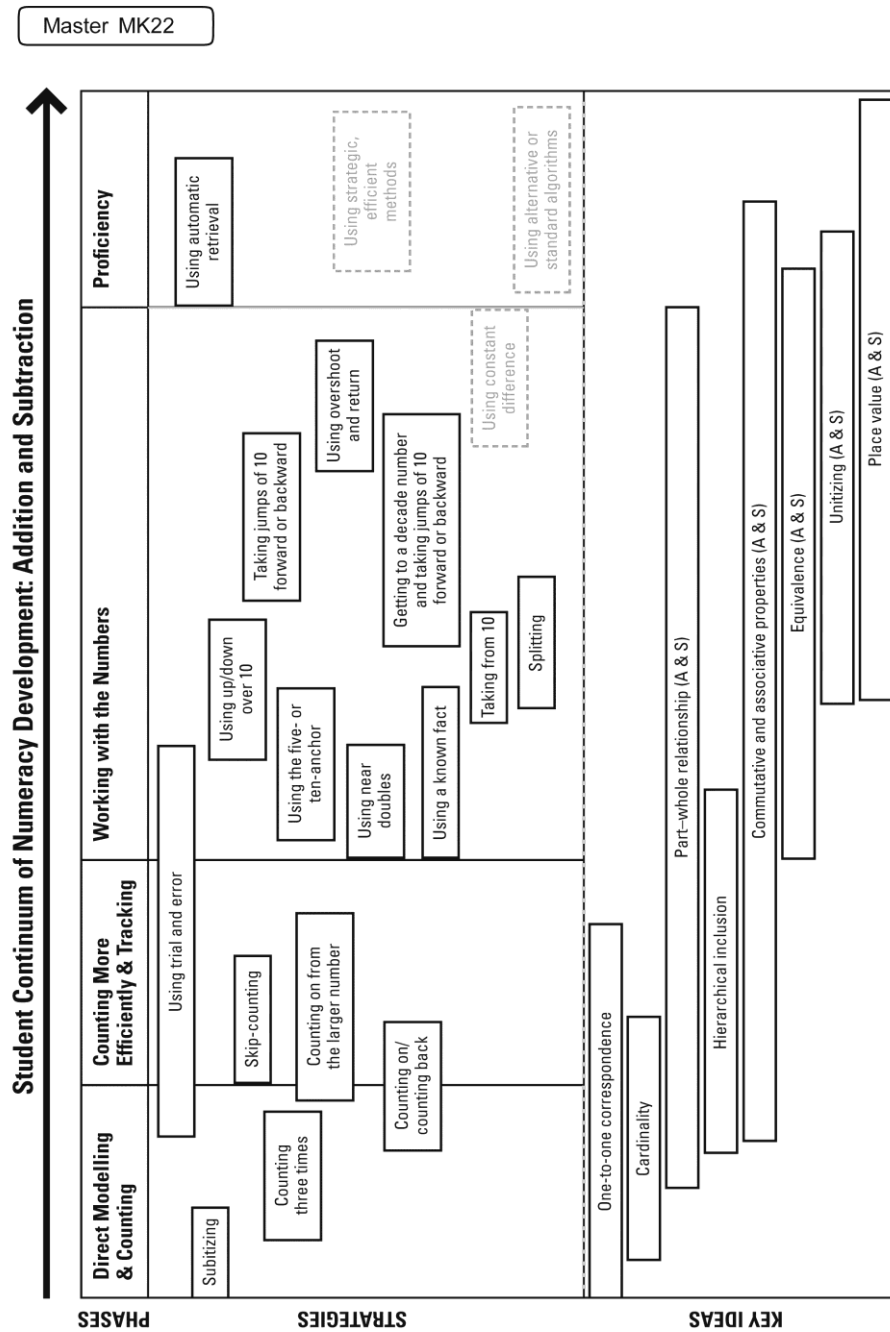 Master MK22
Student Continuum of Numeracy Development: Addition and Subtraction
PHASES
Direct Modelling
& Counting
Counting More
Efficiently & Tracking
Working with the Numbers
Proficiency
STRATEGIES
Using trial and error
Using automatic
retrieval
Subitizing
Using up/down
over 10
Skip-counting
Taking jumps of 10
forward or backward
Counting
three times
Using the five- or
ten-anchor
Counting on from
the larger number
Using overshoot
and return
Using strategic,
efficient
methods
Using near
doubles
Counting on/
counting back
Getting to a decade number
and taking jumps of 10
forward or backward
Using a known fact
Taking from 10
Using constant
difference
Splitting
Using alternative or
standard algorithms
KEY IDEAS
One-to-one correspondence
Cardinality
Part–whole relationship (A & S)
Hierarchical inclusion
Commutative and associative properties (A & S)
Equivalence (A & S)
Unitizing (A & S)
Place value (A & S)